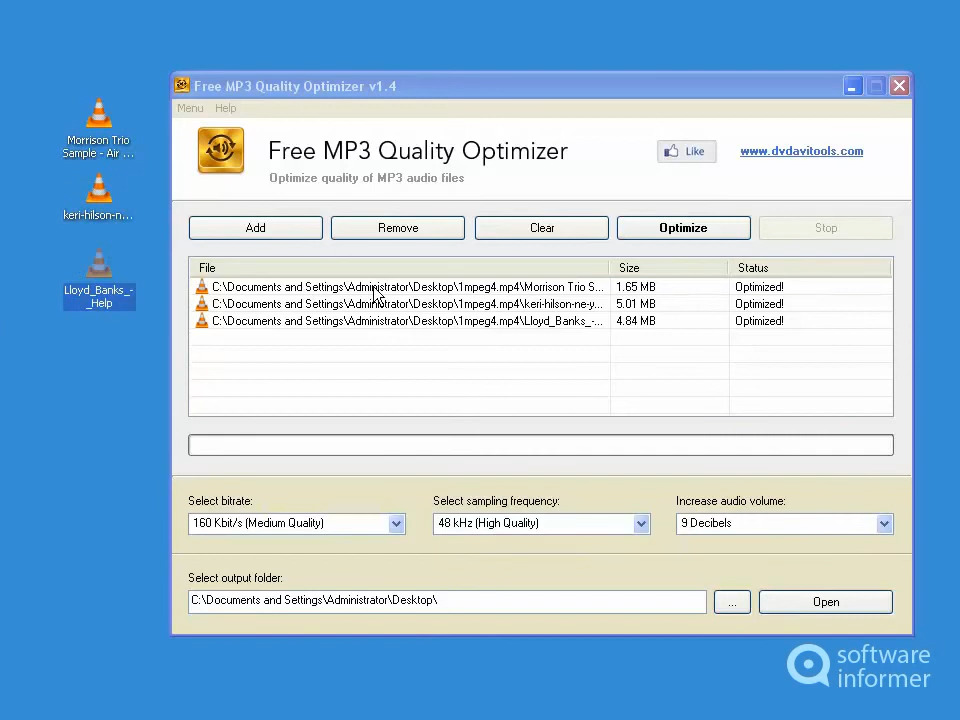 Free MP3 Quality Optimizer v1.4
Menu Help
Free MP3 Quality Optimizer
Optimize quality of MP3 audio files
Like
www.dvdavitools.com
Morrison Trio
Sample - Air ...
keri-hilson-n...
Lloyd_Banks_-
_Help
Add Remove Clear Optimize Stop
File Size Status
C:\Documents and Settings\Administrator\Desktop\1mpeg4.mp4\Morrison Trio S... 1.65 MB Optimized!
C:\Documents and Settings\Administrator\Desktop\1mpeg4.mp4\keri-hilson-ne-y... 5.01 MB Optimized!
C:\Documents and Settings\Administrator\Desktop\1mpeg4.mp4\Lloyd_Banks_-... 4.84 MB Optimized!
Select bitrate: Select sampling frequency: Increase audio volume:
160 Kbit/s (Medium Quality) 48 kHz (High Quality) 9 Decibels
Select output folder:
C:\Documents and Settings\Administrator\Desktop\ ... Open
software
informer